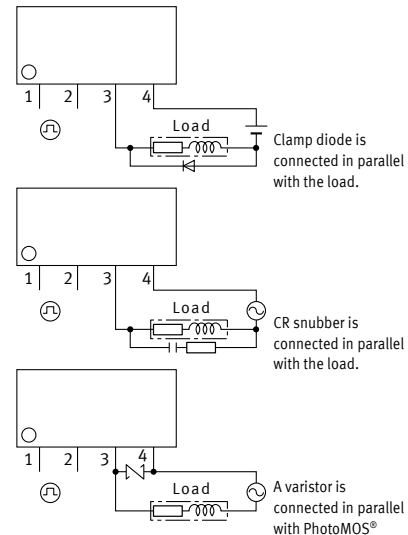 1 2 3 4
Load
Clamp diode is
connected in parallel
with the load.
1 2 3 4
Load
CR snubber is
connected in parallel
with the load.
1 2 3 4
Load
A varistor is
connected in parallel
with PhotoMOS®